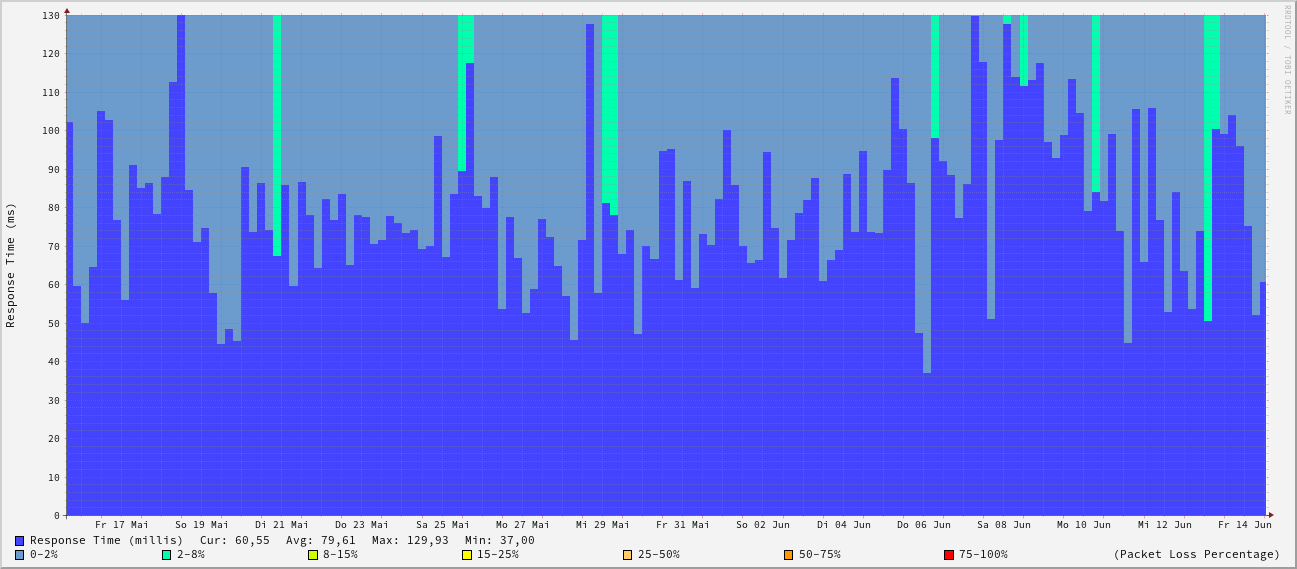 RRDTOOL / TOBI OETIKER
Response Time (ms)
130
120
110
100
90
80
70
60
50
40
30
20
10
0
Fr 17 Mai So 19 Mai Di 21 Mai Do 23 Mai Sa 25 Mai Mo 27 Mai Mi 29 Mai Fr 31 Mai So 02 Jun Di 04 Jun Do 06 Jun Sa 08 Jun Mo 10 Jun Mi 12 Jun Fr 14 Jun
Response Time (millis) Cur: 60,55 Avg: 79,61 Max: 129,93 Min: 37,00
0-2% 2-8% 8-15% 15-25% 25-50% 50-75% 75-100% (Packet Loss Percentage)